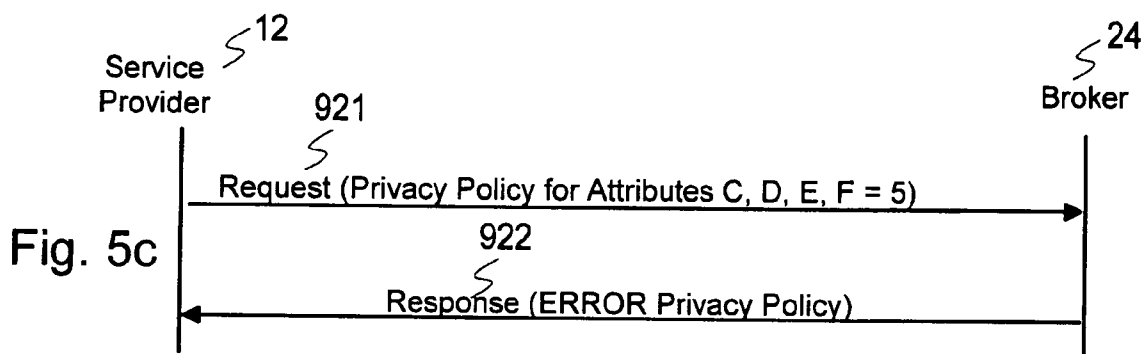 12
Service
Provider
24
Broker
921
Request (Privacy Policy for Attributes C, D, E, F = 5)
Fig. 5c
922
Response (ERROR Privacy Policy)